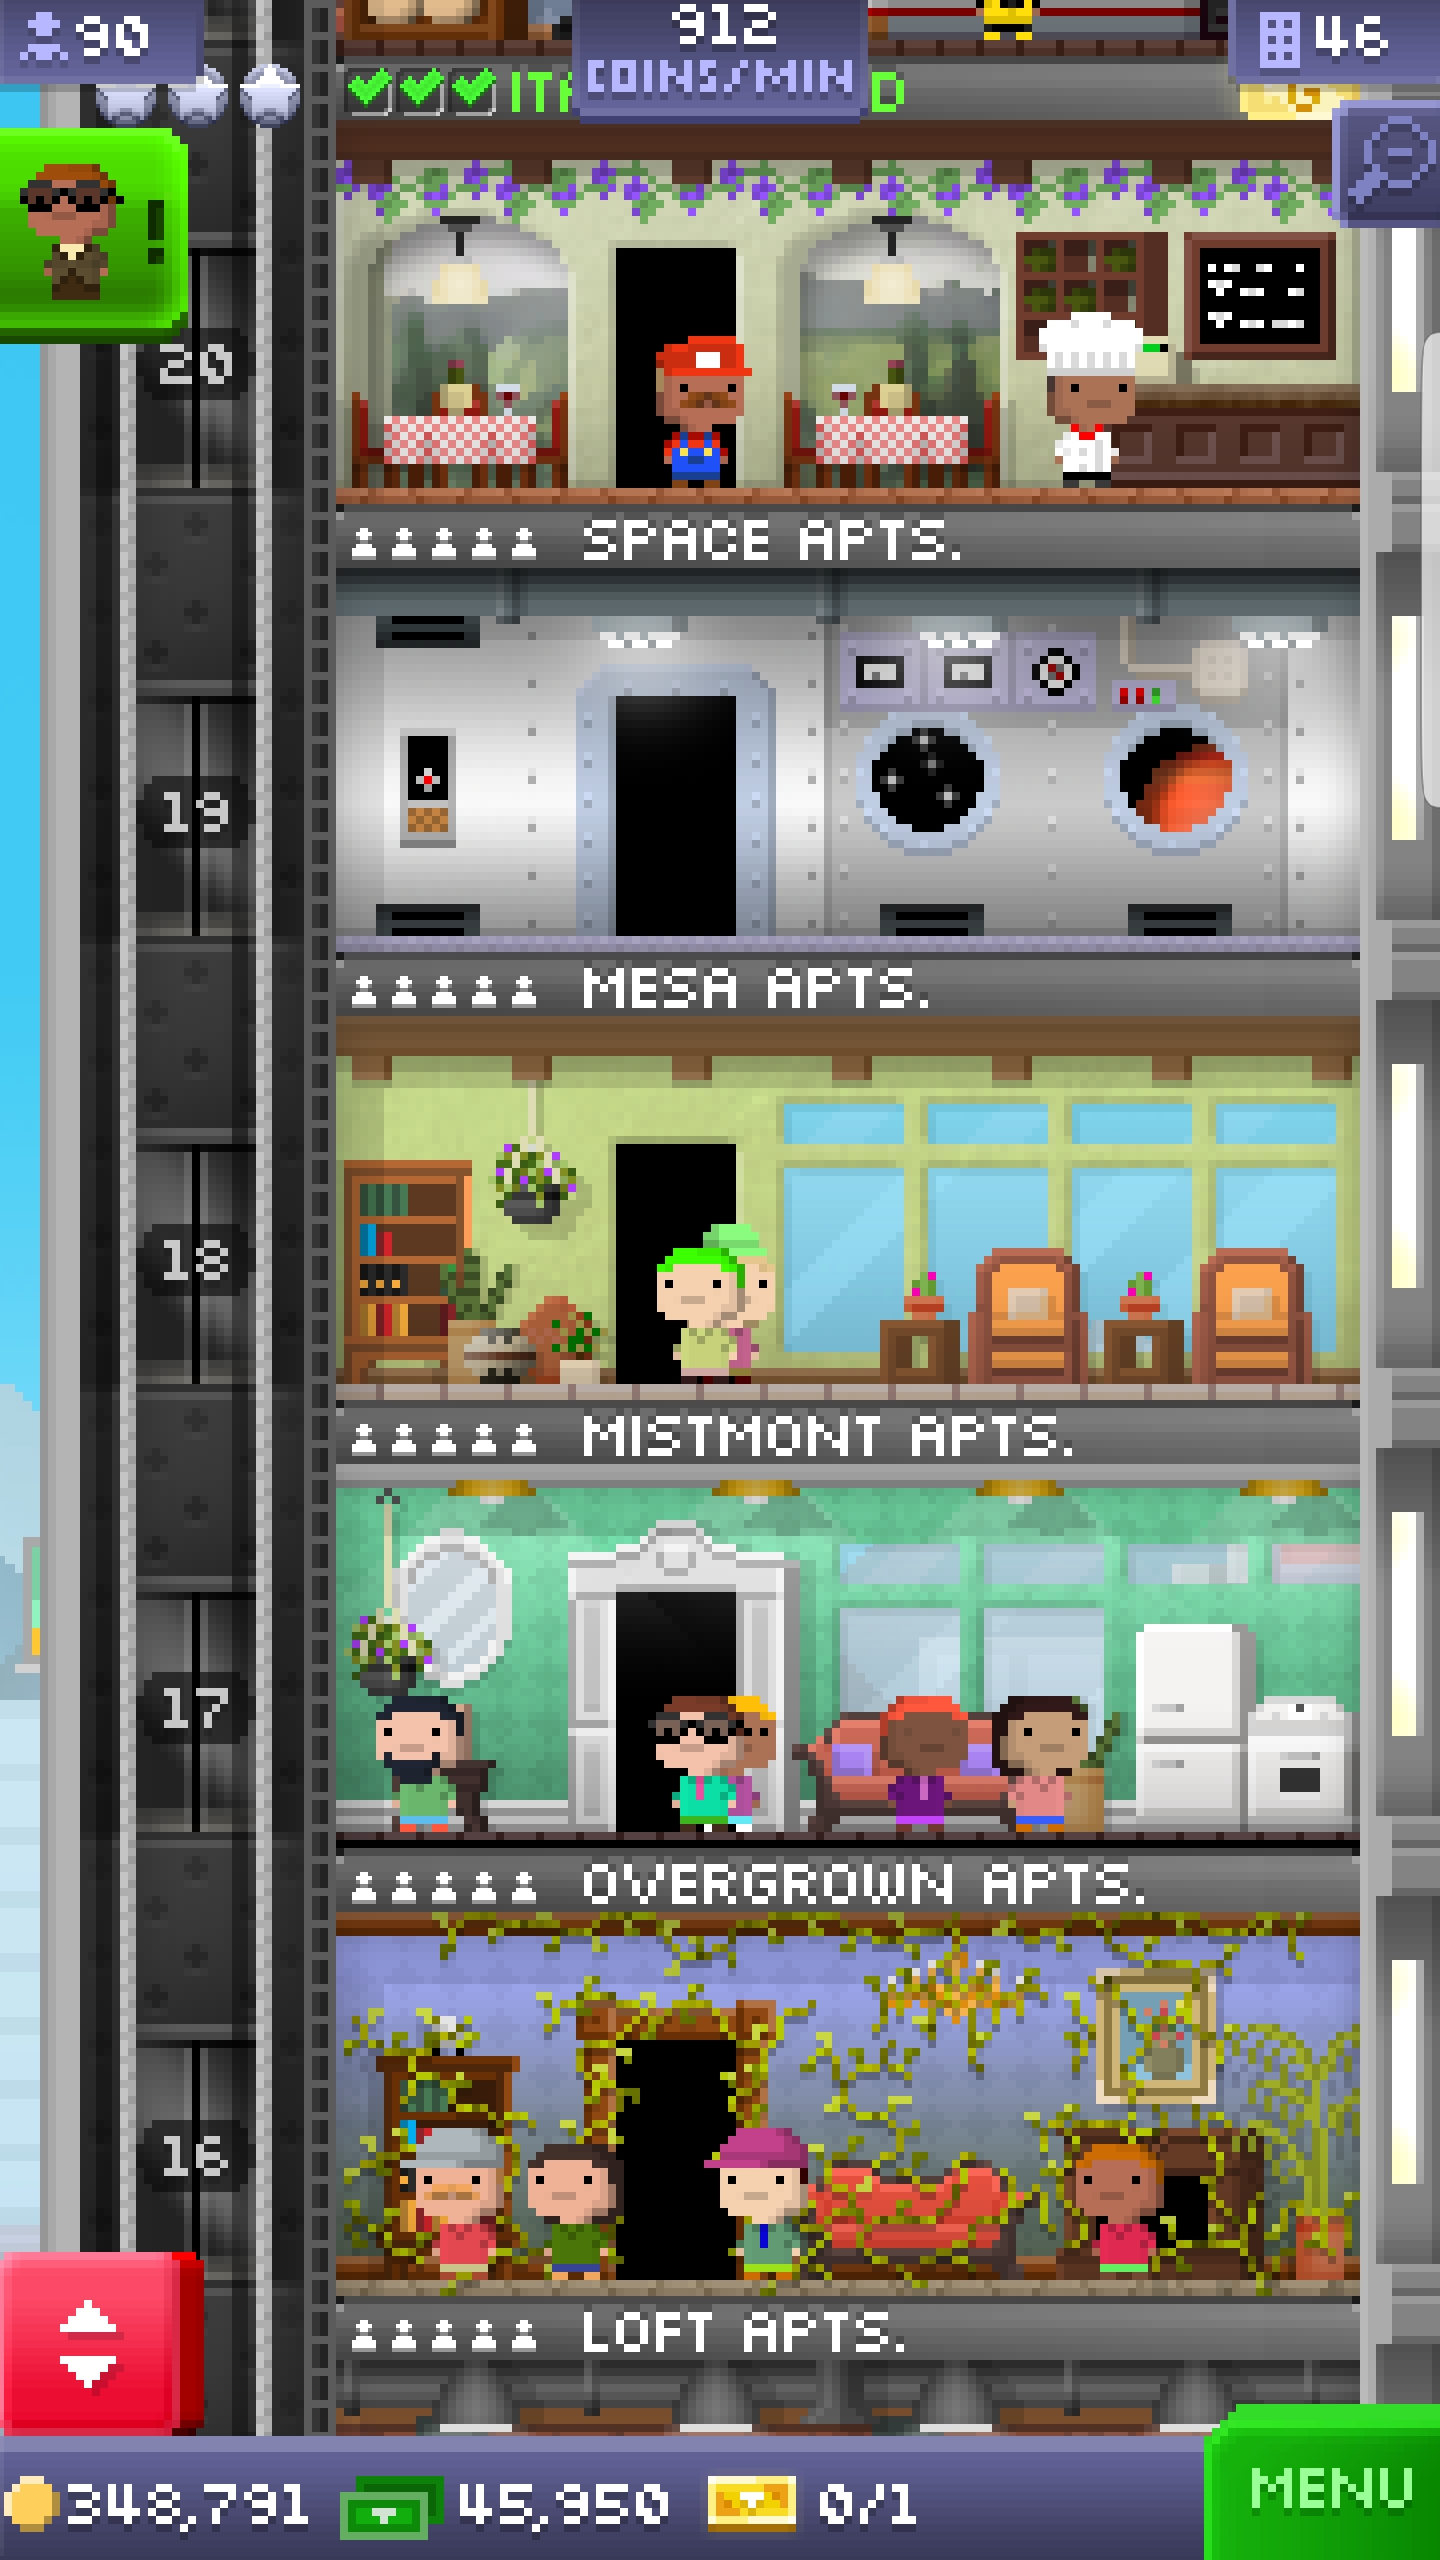 90
912
COINS/MIN
46
20
SPACE APTS.
19
MESA APTS.
18
MISTMONT APTS.
17
OVERGROWN APTS.
16
LOFT APTS.
348,791
45,950
0/1
MENU